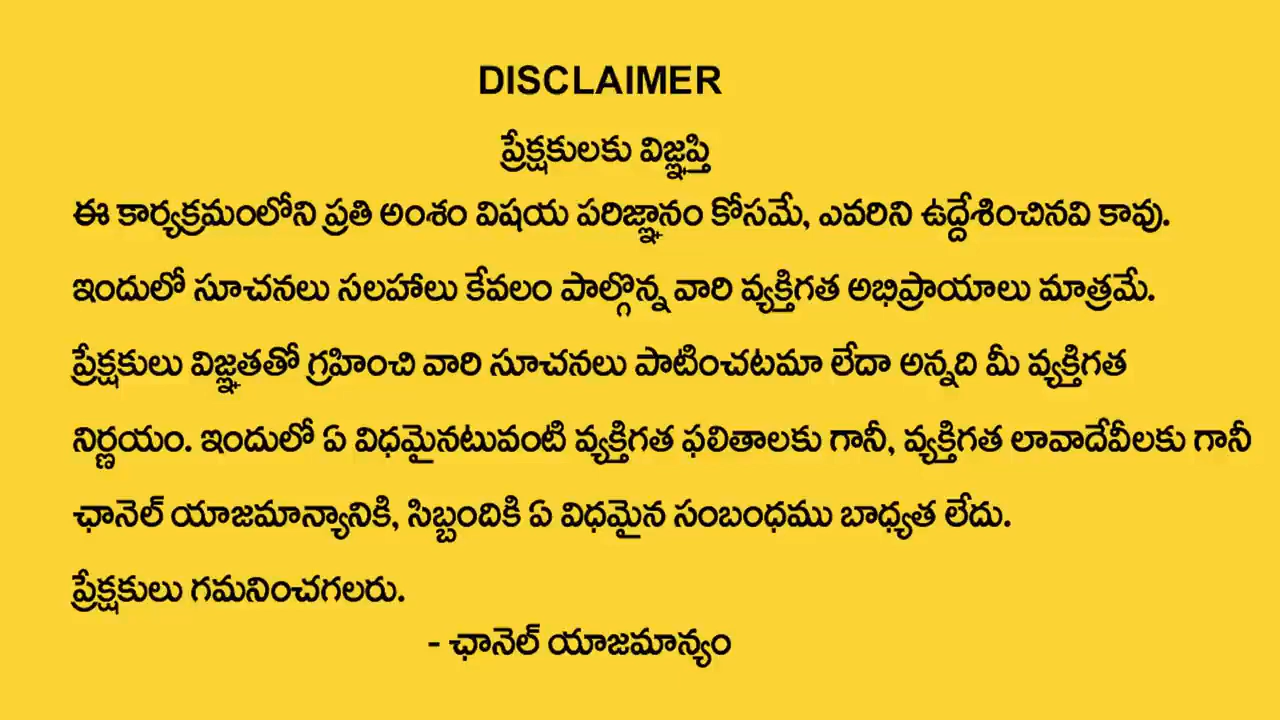 DISCLAIMER
ప్రేక్షకులకు విజ్ఞప్తి
ఈ కార్యక్రమంలోని ప్రతి అంశం విషయ పరిజ్ఞానం కోసమే, ఎవరిని ఉద్దేశించినవి కావు.
ఇందులో సూచనలు సలహాలు కేవలం పాల్గొన్న వారి వ్యక్తిగత అభిప్రాయాలు మాత్రమే.
ప్రేక్షకులు విజ్ఞతతో గ్రహించి వారి సూచనలు పాటించటమా లేదా అన్నది మీ వ్యక్తిగత
నిర్ణయం. ఇందులో ఏ విధమైనటువంటి వ్యక్తిగత ఫలితాలకు గానీ, వ్యక్తిగత లావాదేవీలకు గానీ
ఛానెల్ యాజమాన్యానికి, సిబ్బందికి ఏ విధమైన సంబంధము బాధ్యత లేదు.
ప్రేక్షకులు గమనించగలరు.
- ఛానెల్ యాజమాన్యం